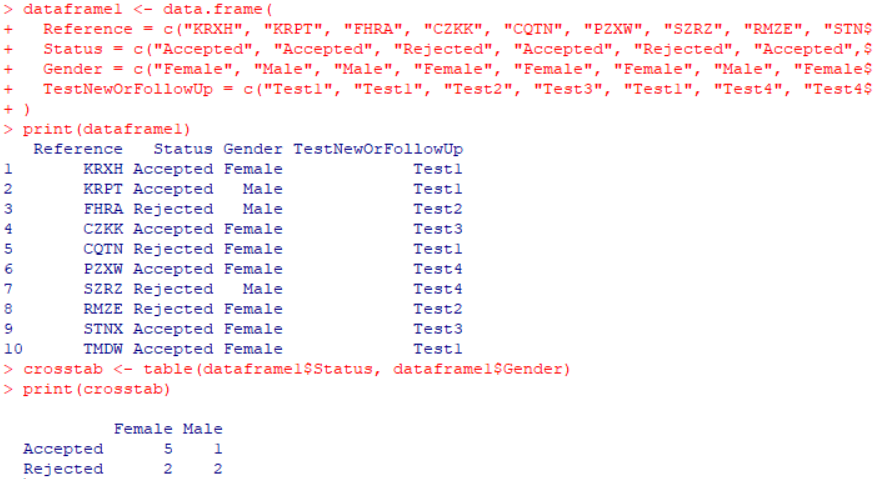 > dataframe1 <- data.frame(
+   Reference = c("KRXH", "KRPT", "FHRA", "CZKK", "CQTN", "PZXW", "SZRZ", "RMZE", "STN$
+   Status = c("Accepted", "Accepted", "Rejected", "Accepted", "Rejected", "Accepted",$
+   Gender = c("Female", "Male", "Male", "Female", "Female", "Female", "Male", "Female$
+   TestNewOrFollowUp = c("Test1", "Test1", "Test2", "Test3", "Test1", "Test4", "Test4$
+ )
> print(dataframe1)
   Reference   Status Gender TestNewOrFollowUp
1       KRXH Accepted Female             Test1
2       KRPT Accepted   Male             Test1
3       FHRA Rejected   Male             Test2
4       CZKK Accepted Female             Test3
5       CQTN Rejected Female             Test1
6       PZXW Accepted Female             Test4
7       SZRZ Rejected   Male             Test4
8       RMZE Rejected Female             Test2
9       STNX Accepted Female             Test3
10      TMDW Accepted Female             Test1
> crosstab <- table(dataframe1$Status, dataframe1$Gender)
> print(crosstab)
           Female Male
  Accepted      5    1
  Rejected      2    2